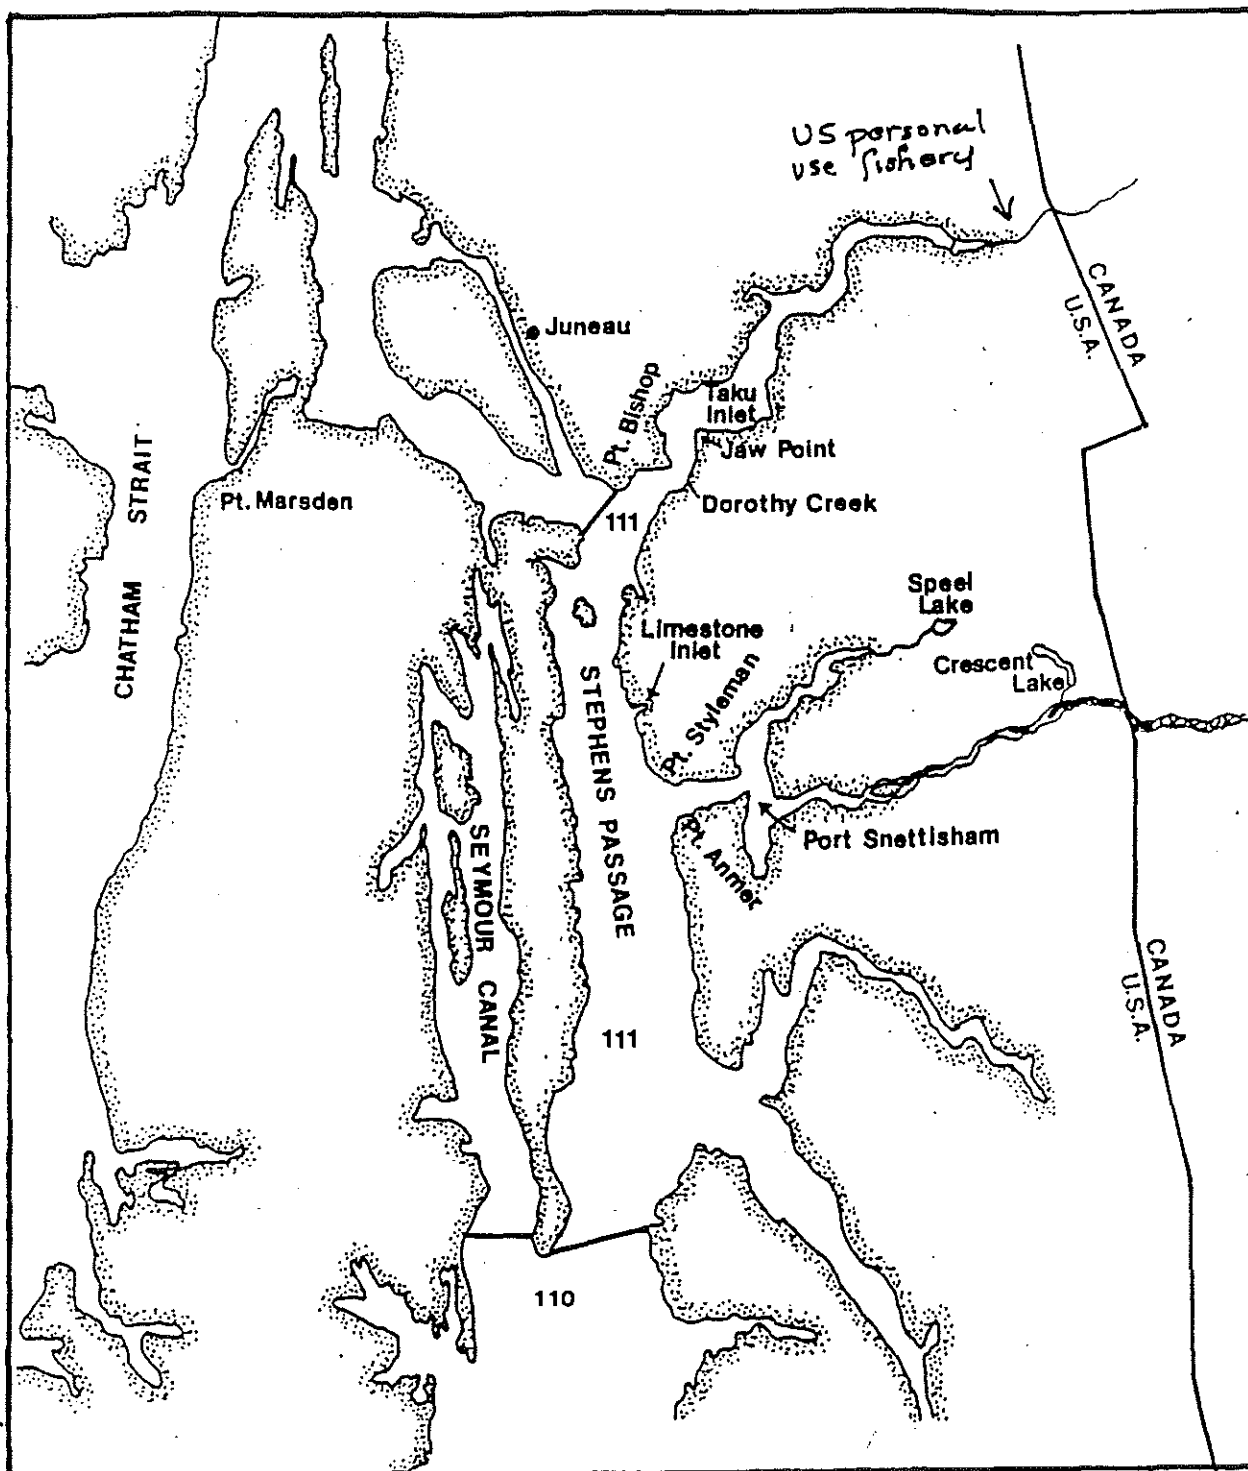 US personal
use fishery
CANADA
U.S.A.
Juneau
Pt. Bishop
Taku
Inlet
Jaw Point
Pt. Marsden
Dorothy Creek
111
CHATHAM STRAIT
Speel
Lake
Limestone
Inlet
Crescent
Lake
Pt. Styleman
STEPHENS PASSAGE
SEYMOUR CANAL
Pt. Anmer
Port Snettisham
111
CANADA
U.S.A.
110